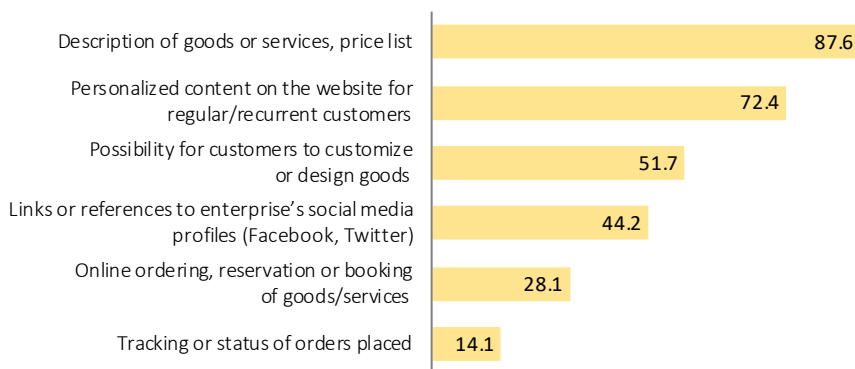 Description of goods or services, price list
87.6
Personalized content on the website for
regular/recurrent customers
72.4
Possibility for customers to customize
or design goods
51.7
Links or references to enterprise’s social media
profiles (Facebook, Twitter)
44.2
Online ordering, reservation or booking
of goods/services
28.1
Tracking or status of orders placed
14.1